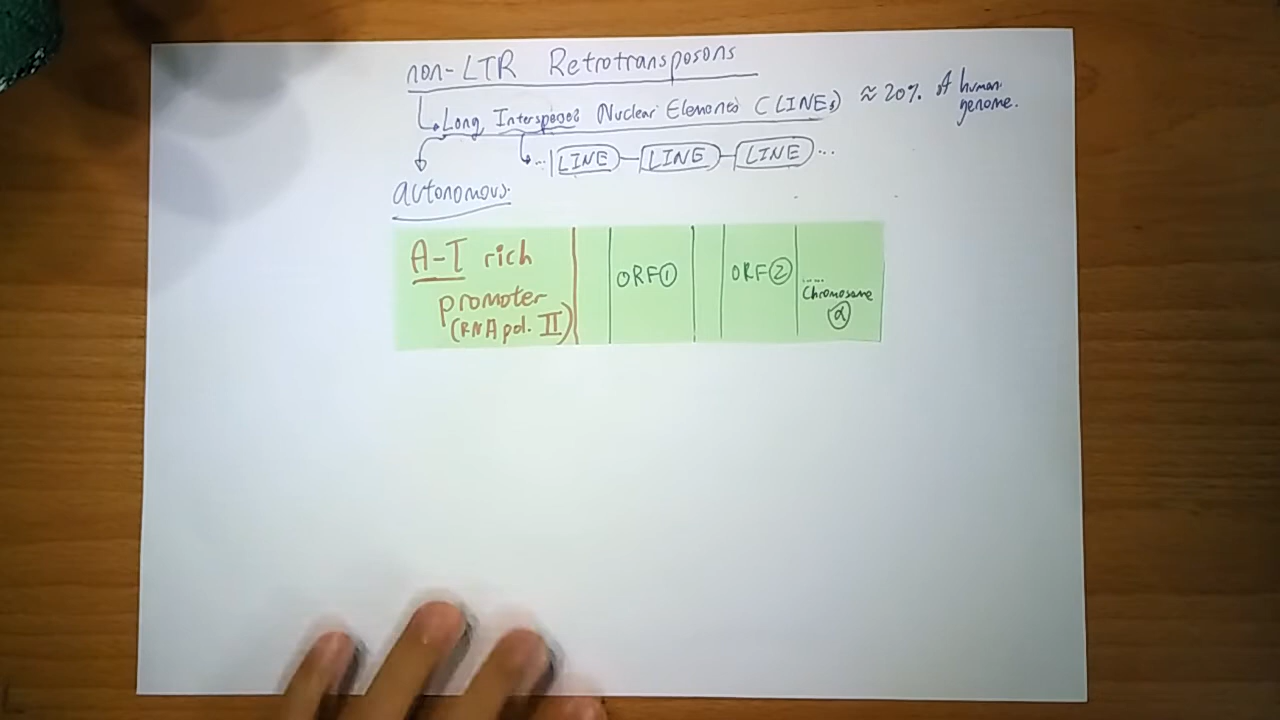 non-LTR Retrotransposons
Long Interspersed Nuclear Elements (LINEs) ≈ 20% of human genome.
... LINE LINE LINE ...
autonomous.
A-T rich
promoter
(RNA pol. II)
ORF①
ORF②
......
Chromosome
α